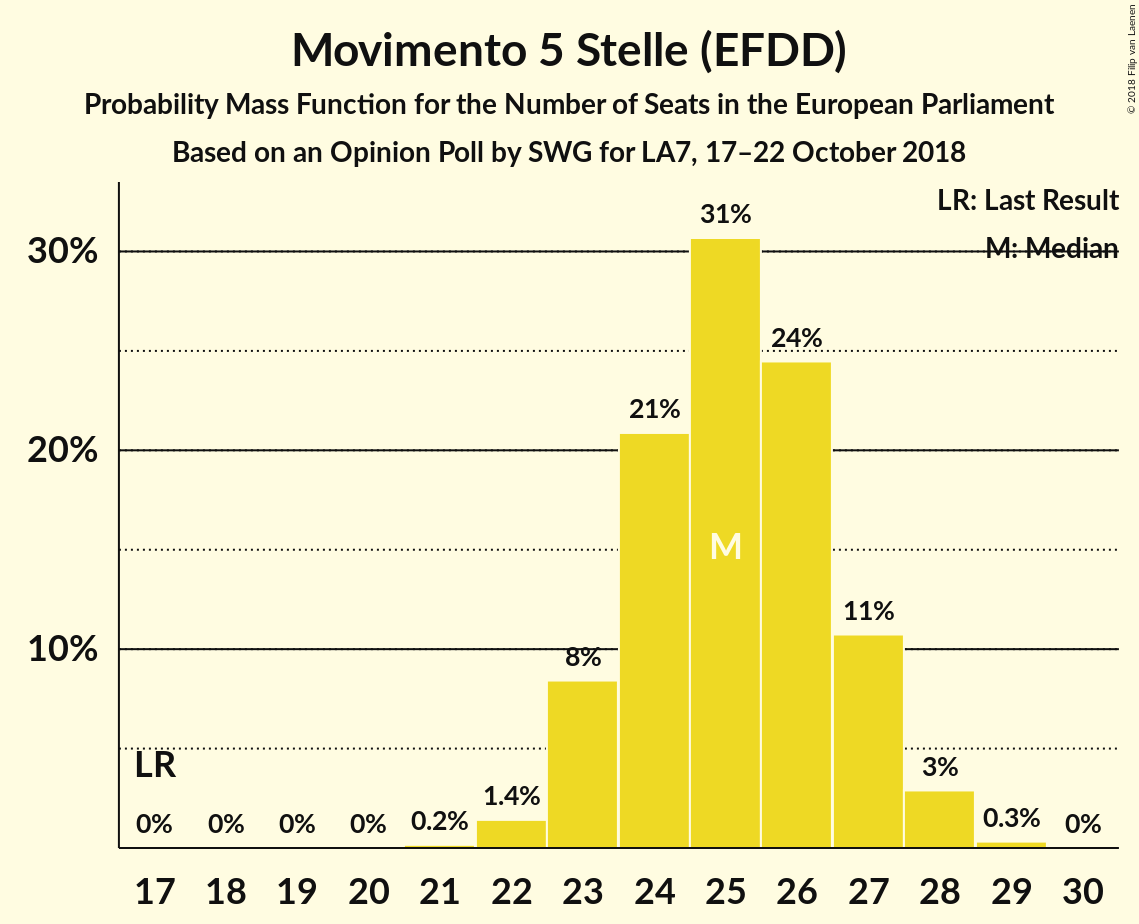 Movimento 5 Stelle (EFDD)
Probability Mass Function for the Number of Seats in the European Parliament
Based on an Opinion Poll by SWG for LA7, 17–22 October 2018
© 2018 Filip van Laenen
LR: Last Result
M: Median
30%
20%
10%
31%
24%
21%
M
11%
8%
LR
3%
1.4%
0% 0% 0% 0% 0.2% 0.3% 0%
17 18 19 20 21 22 23 24 25 26 27 28 29 30